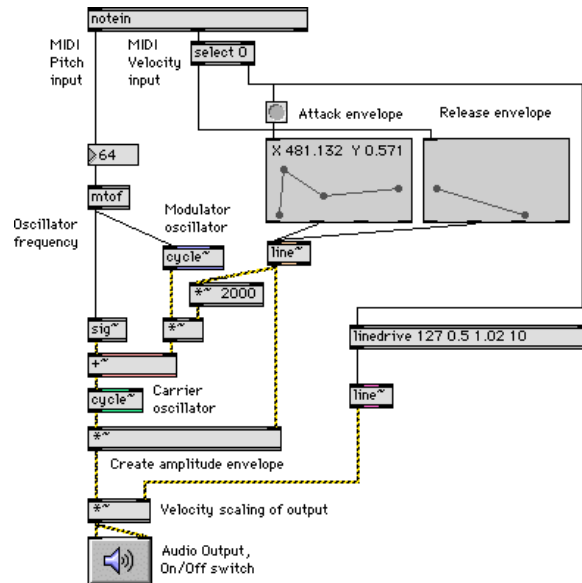 notein
MIDI
Pitch
input
MIDI
Velocity
input
select 0
Attack envelope
Release envelope
X 481.132 Y 0.571
64
mtof
Oscillator
frequency
Modulator
oscillator
cycle~
line~
*~ 2000
sig~
*~
linedrive 127 0.5 1.02 10
+~
cycle~
Carrier
oscillator
line~
*~
Create amplitude envelope
*~
Velocity scaling of output
Audio Output,
On/Off switch